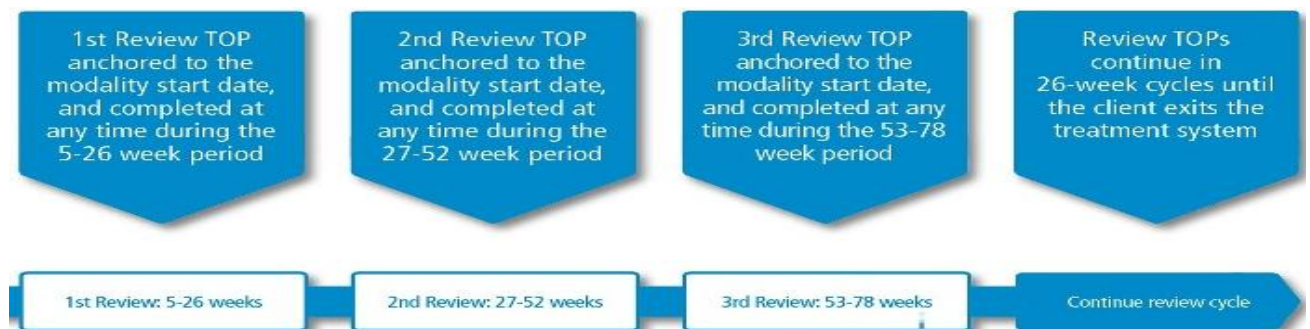 1st Review TOP
anchored to the
modality start date,
and completed at
any time during the
5-26 week period
2nd Review TOP
anchored to the
modality start date,
and completed at
any time during the
27-52 week period
3rd Review TOP
anchored to the
modality start date,
and completed at any
time during the 53-78
week period
Review TOPs
continue in
26-week cycles until
the client exits the
treatment system
1st Review: 5-26 weeks
2nd Review: 27-52 weeks
3rd Review: 53-78 weeks
Continue review cycle